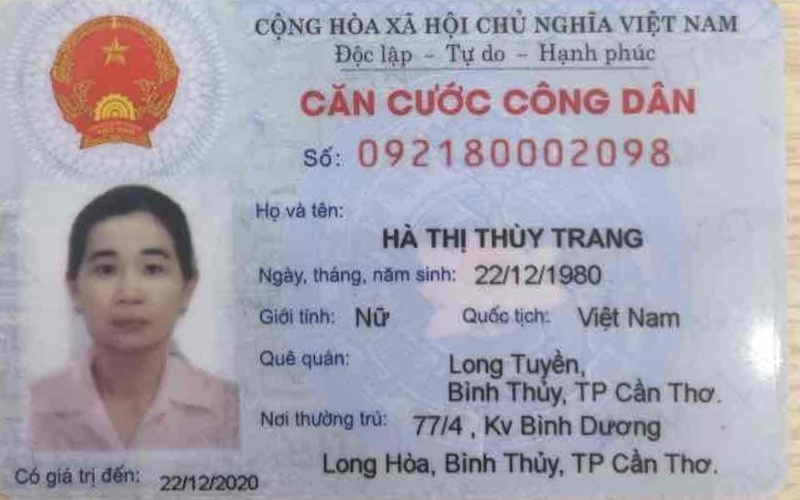 CỘNG HÒA XÃ HỘI CHỦ NGHĨA VIỆT NAM
Độc lập - Tự do - Hạnh phúc
CĂN CƯỚC CÔNG DÂN
Số: 092180002098
Họ và tên:
HÀ THỊ THÙY TRANG
Ngày, tháng, năm sinh: 22/12/1980
Giới tính: Nữ Quốc tịch: Việt Nam
Quê quán: Long Tuyền,
Bình Thủy, TP Cần Thơ.
Nơi thường trú: 77/4 , Kv Bình Dương
Long Hòa, Bình Thủy, TP Cần Thơ.
Có giá trị đến: 22/12/2020